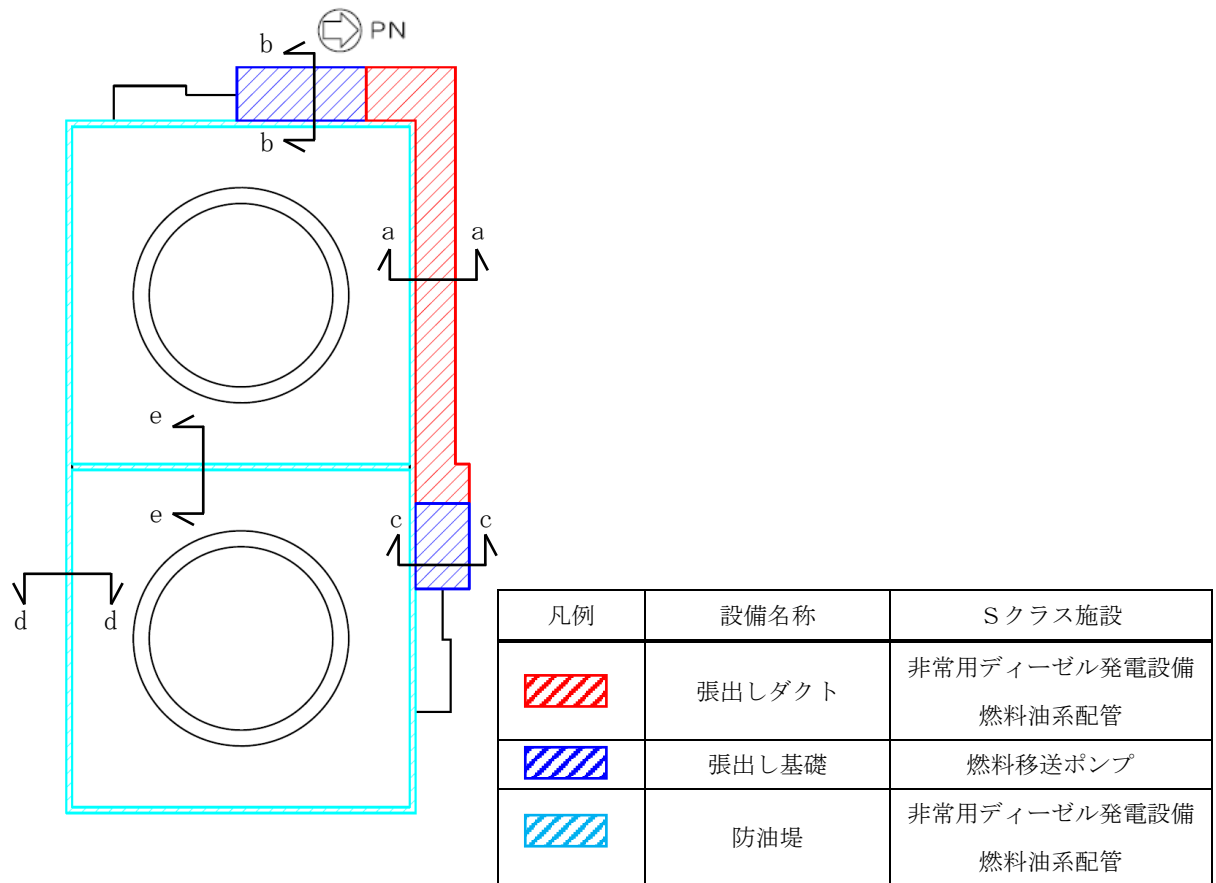 PN
b
b
a a
e
e
c c
d d
凡例 設備名称 Sクラス施設
張出しダクト 非常用ディーゼル発電設備
燃料油系配管
張出し基礎 燃料移送ポンプ
防油堤 非常用ディーゼル発電設備
燃料油系配管